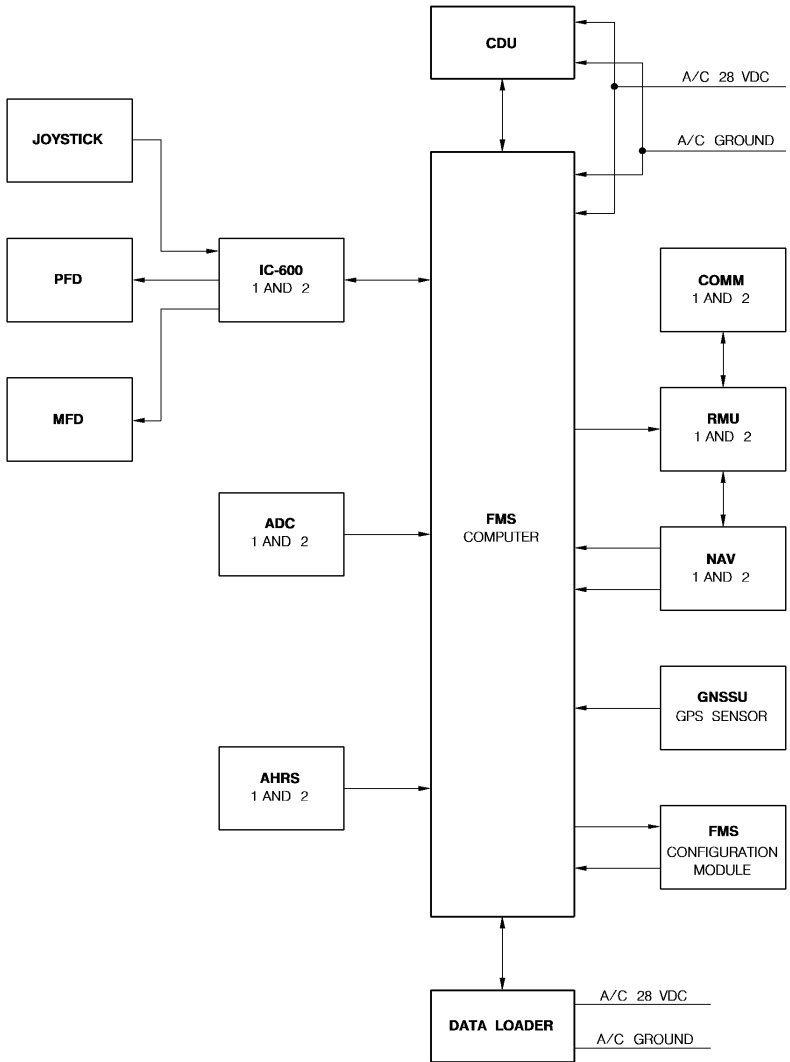 CDU
A/C 28 VDC
A/C GROUND
JOYSTICK
PFD
IC-600
1 AND 2
COMM
1 AND 2
MFD
RMU
1 AND 2
ADC
1 AND 2
FMS
COMPUTER
NAV
1 AND 2
GNSSU
GPS SENSOR
AHRS
1 AND 2
FMS
CONFIGURATION
MODULE
DATA LOADER
A/C 28 VDC
A/C GROUND